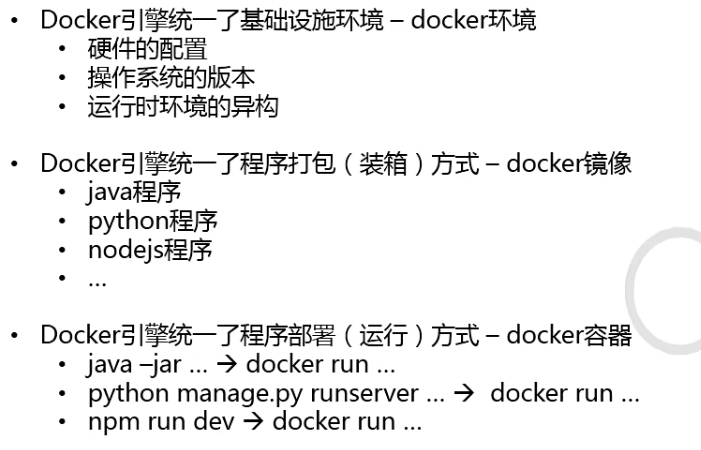 • Docker引擎统一了基础设施环境 – docker环境
• 硬件的配置
• 操作系统的版本
• 运行时环境的异构
• Docker引擎统一了程序打包（装箱）方式 – docker镜像
• java程序
• python程序
• nodejs程序
• ...
• Docker引擎统一了程序部署（运行）方式 – docker容器
• java –jar ... → docker run ...
• python manage.py runserver ... → docker run ...
• npm run dev → docker run ...